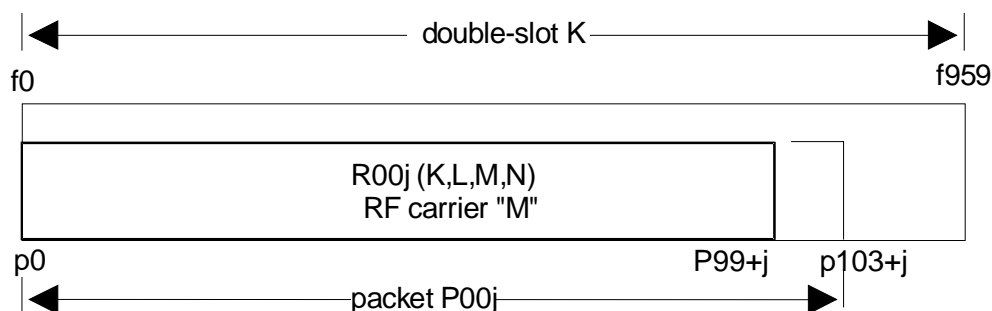 double-slot K
f0 f959
R00j (K,L,M,N)
RF carrier "M"
p0 P99+j p103+j
packet P00j